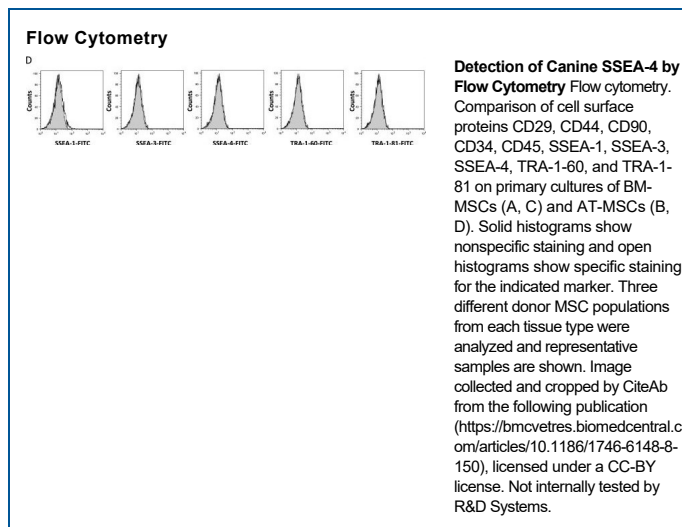 Flow Cytometry
D
Counts Counts Counts Counts Counts
SSEA-1-FITC SSEA-3-FITC SSEA-4-FITC TRA-1-60-FITC TRA-1-81-FITC
Detection of Canine SSEA-4 by
Flow Cytometry Flow cytometry.
Comparison of cell surface
proteins CD29, CD44, CD90,
CD34, CD45, SSEA-1, SSEA-3,
SSEA-4, TRA-1-60, and TRA-1-
81 on primary cultures of BM-
MSCs (A, C) and AT-MSCs (B,
D). Solid histograms show
nonspecific staining and open
histograms show specific staining
for the indicated marker. Three
different donor MSC populations
from each tissue type were
analyzed and representative
samples are shown. Image
collected and cropped by CiteAb
from the following publication
(https://bmcvetres.biomedcentral.c
om/articles/10.1186/1746-6148-8-
150), licensed under a CC-BY
license. Not internally tested by
R&D Systems.